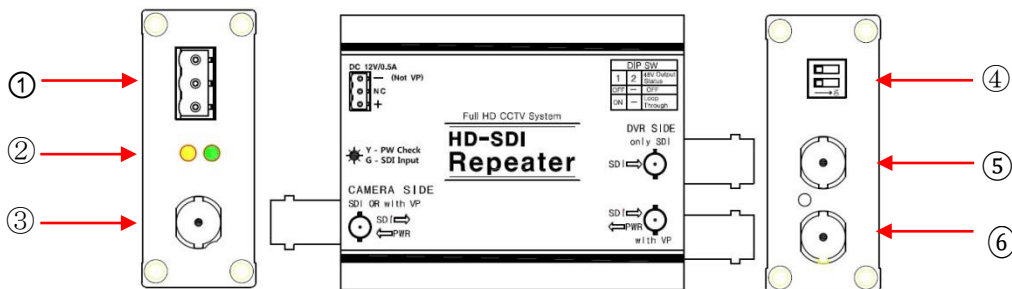 ①
②
③
DC 12V/0.5A
— (Not VP)
NC
+
Y - PW Check
G - SDI Input
CAMERA SIDE
SDI OR with VP
SDI
PWR
Full HD CCTV System
HD-SDI
Repeater
DIP SW
1 2 48V Output Status
OFF — OFF
ON — Loop Through
DVR SIDE
only SDI
SDI
SDI
PWR
with VP
④
⑤
⑥